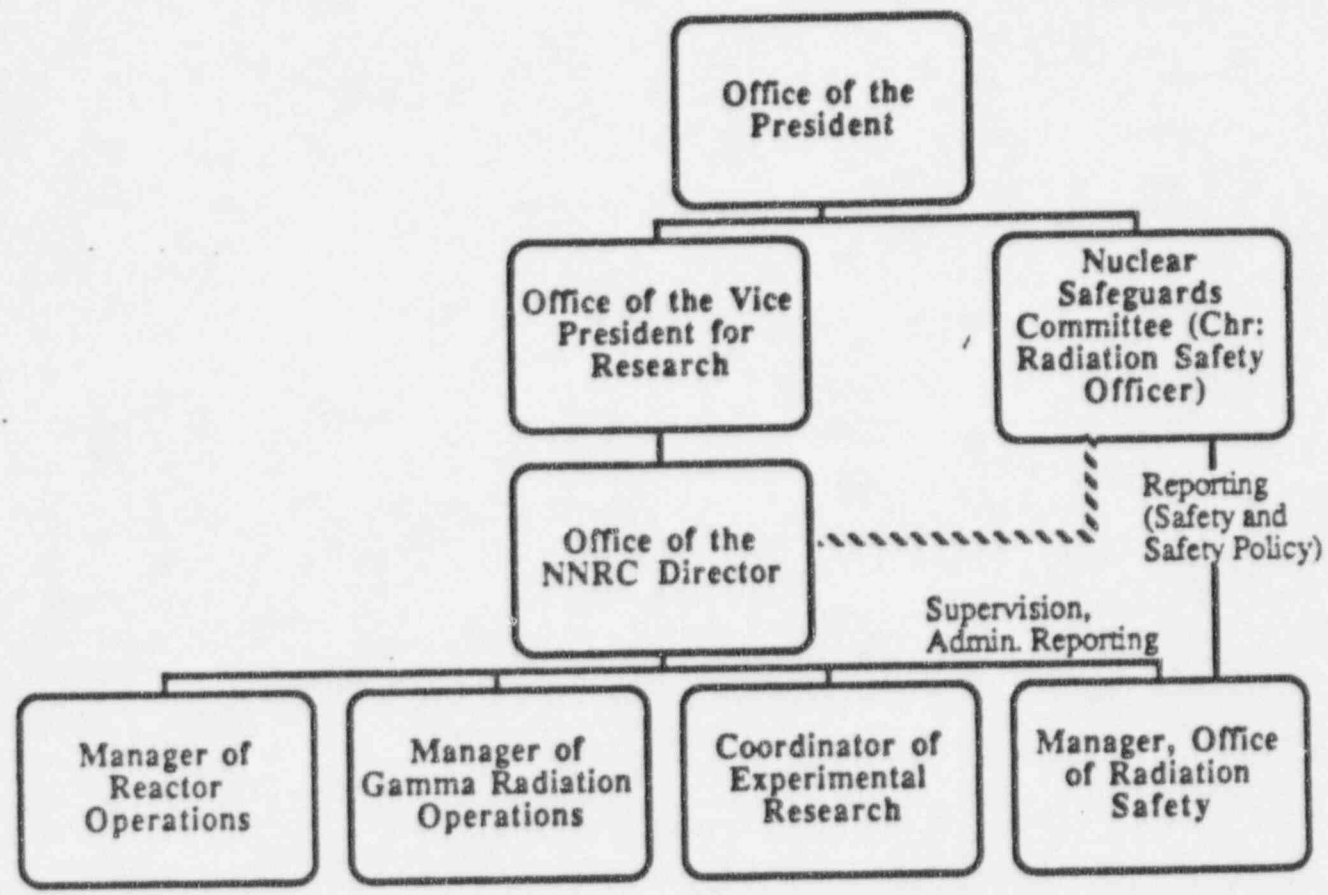 Office of the
President
Office of the Vice
President for
Research
Nuclear
Safeguards
Committee (Chr:
Radiation Safety
Officer)
Office of the
NNRC Director
Reporting
(Safety and
Safety Policy)
Supervision,
Admin. Reporting
Manager of
Reactor
Operations
Manager of
Gamma Radiation
Operations
Coordinator of
Experimental
Research
Manager, Office
of Radiation
Safety